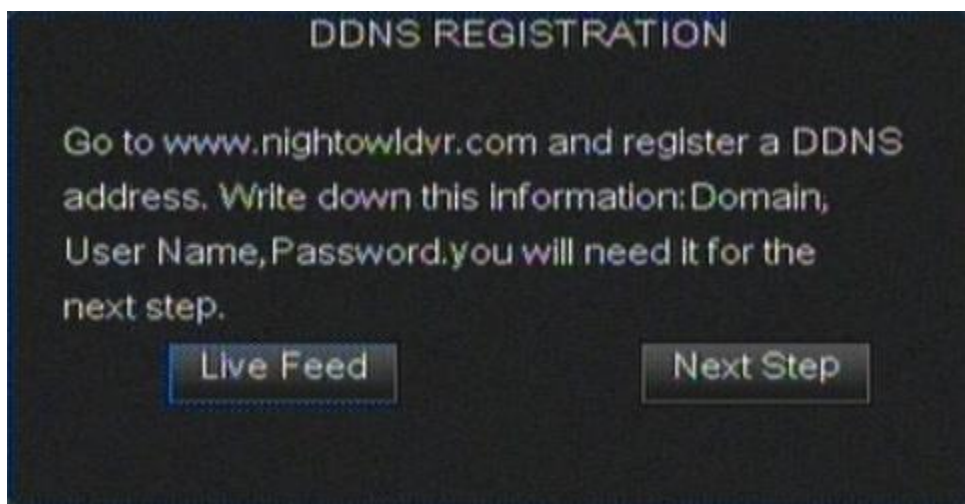 DDNS REGISTRATION
Go to www.nightowldvr.com and register a DDNS
address. Write down this information:Domain,
User Name,Password.you will need it for the
next step.
Live Feed
Next Step